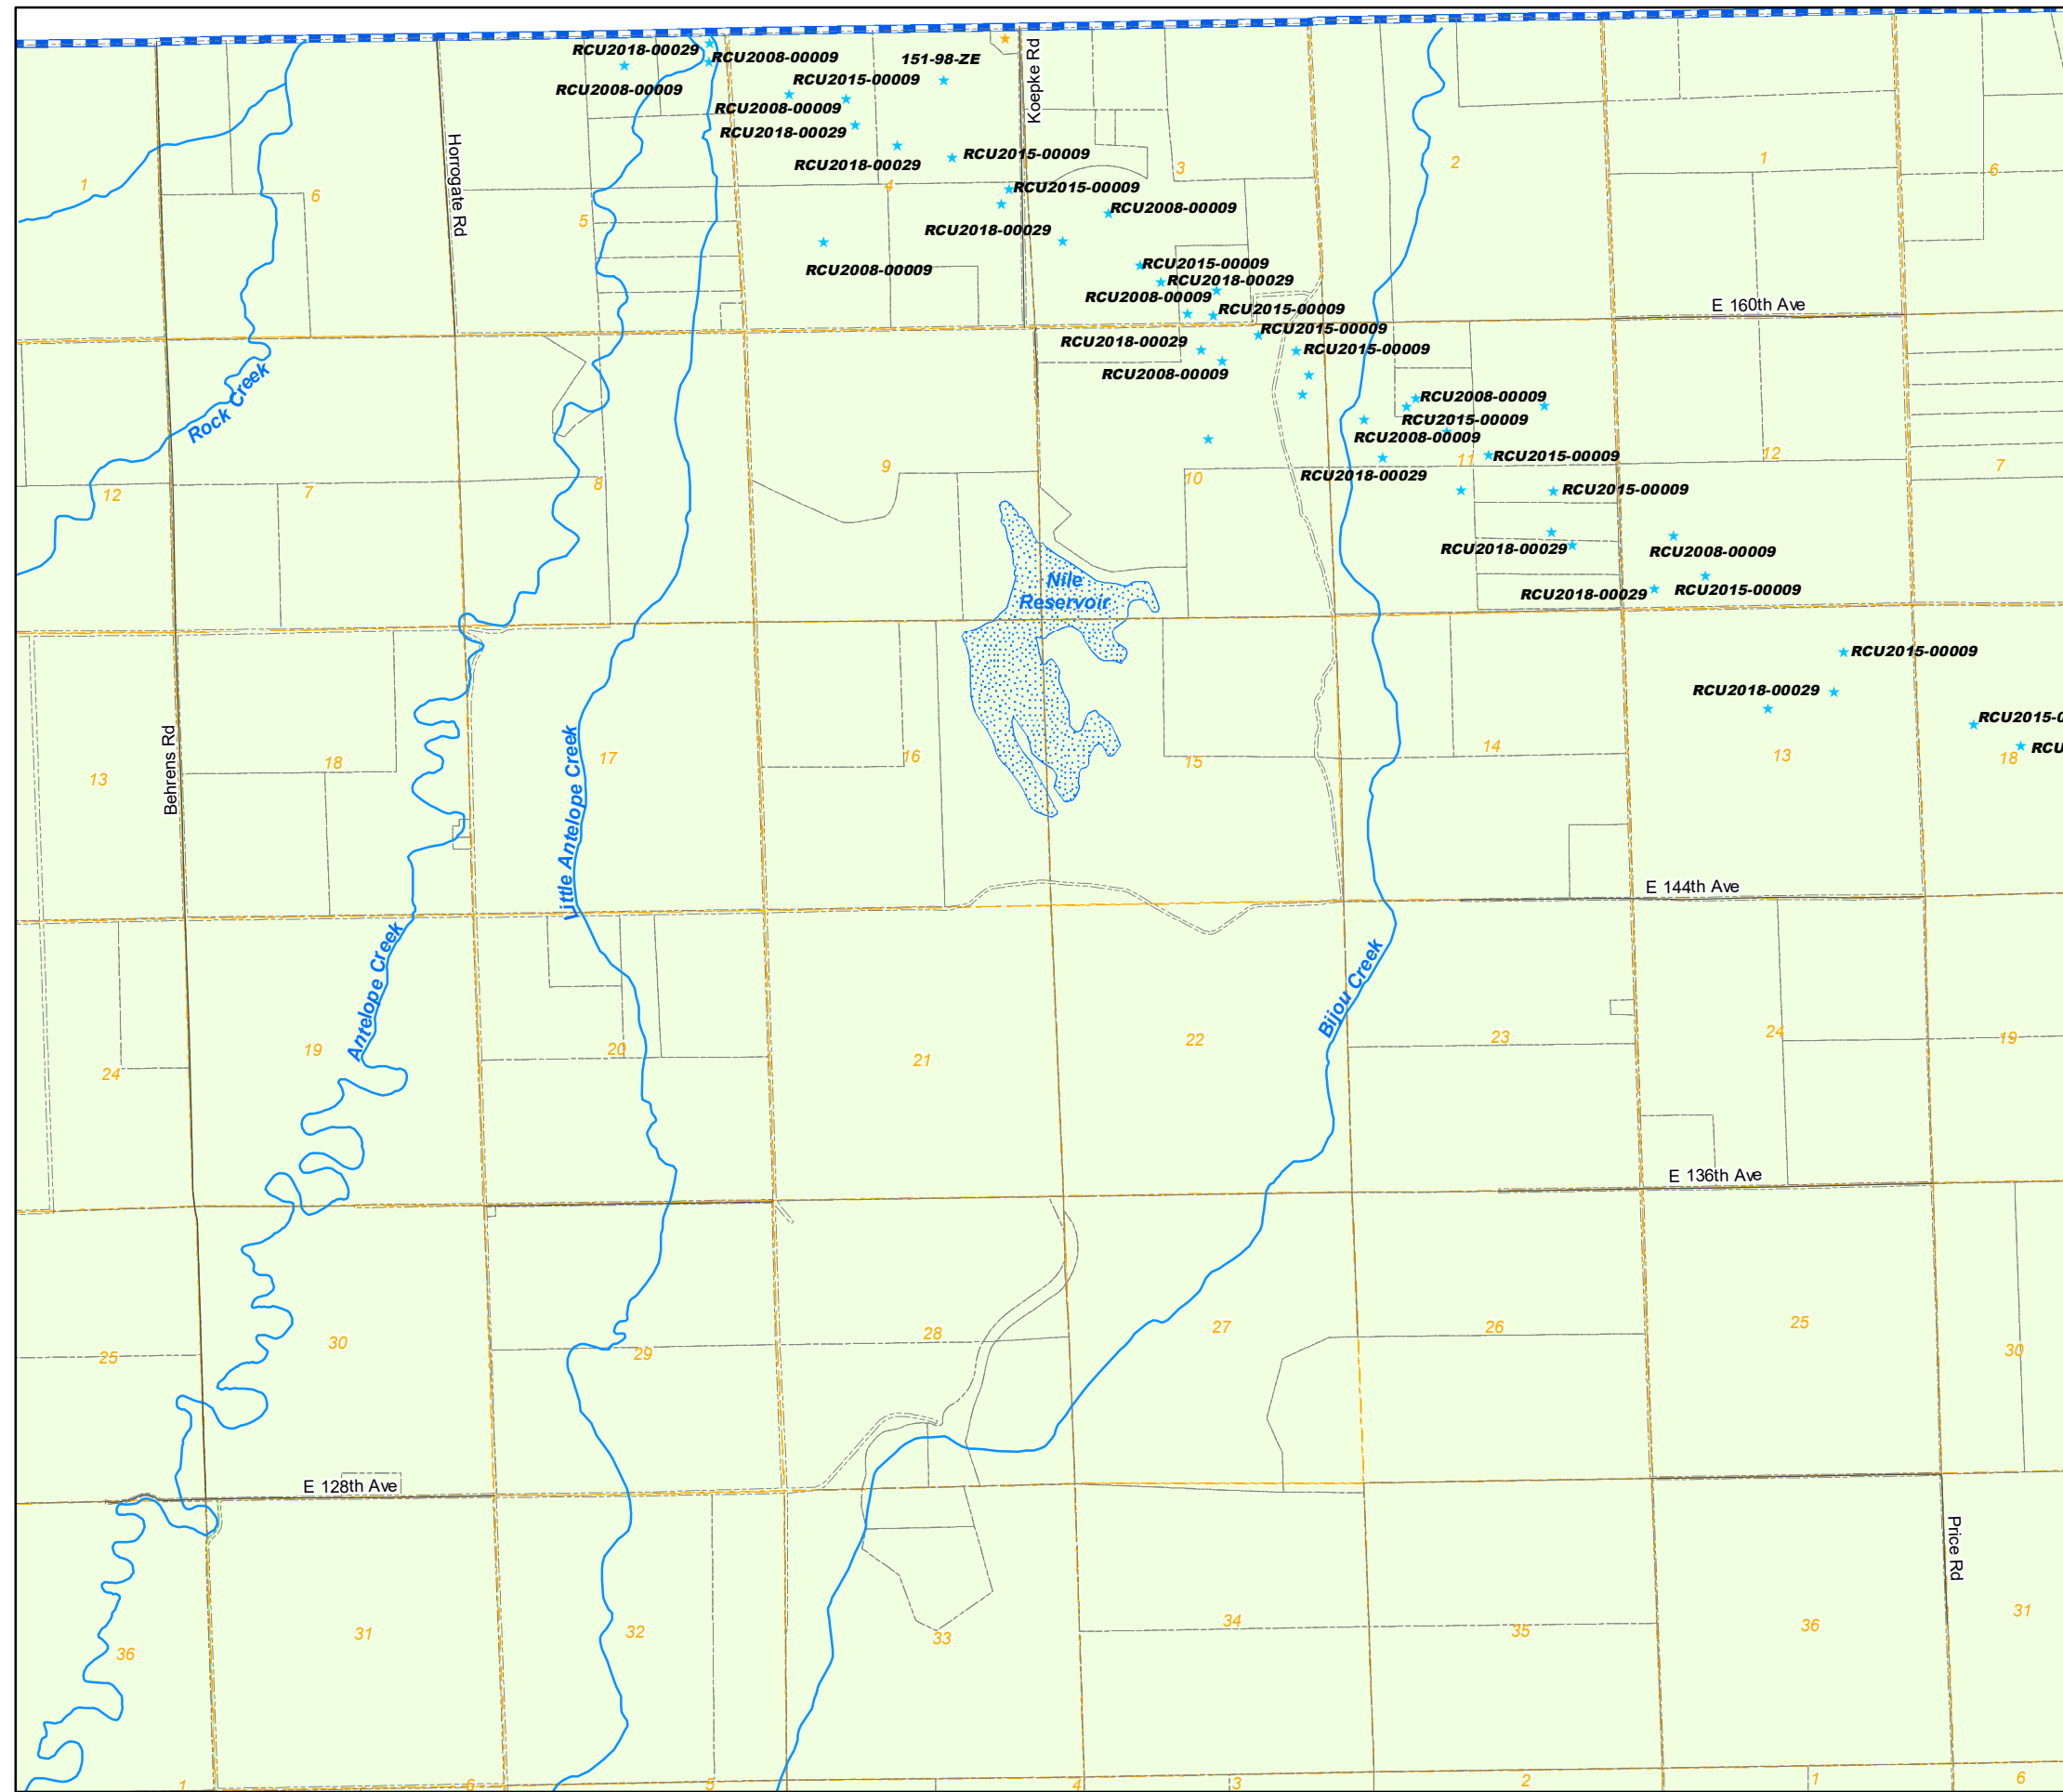 RCU2018-00029
RCU2008-00009
151-98-ZE
RCU2015-00009
RCU2008-00009
RCU2008-00009
RCU2018-00029
Koepke Rd
Horrogate Rd
RCU2018-00029
RCU2015-00009
1
6
5
4
3
2
1
6
RCU2015-00009
RCU2008-00009
RCU2018-00029
RCU2008-00009
RCU2015-00009
RCU2018-00029
RCU2008-00009
RCU2015-00009
E 160th Ave
RCU2015-00009
RCU2018-00029
RCU2015-00009
RCU2008-00009
Rock Creek
RCU2008-00009
RCU2015-00009
RCU2008-00009
RCU2015-00009
12
7
8
9
10
11
12
7
RCU2018-00029
RCU2015-00009
RCU2018-00029
RCU2008-00009
Nile
Reservoir
RCU2018-00029
RCU2015-00009
RCU2015-00009
RCU2018-00029
RCU2015-0
RCU
Behrens Rd
Little Antelope Creek
13
18
17
16
15
14
13
18
E 144th Ave
Antelope Creek
Bijou Creek
24
19
20
21
22
23
24
19
E 136th Ave
25
30
29
28
27
26
25
30
E 128th Ave
Price Rd
36
31
32
33
34
35
36
31
1
6
5
4
3
2
1
6